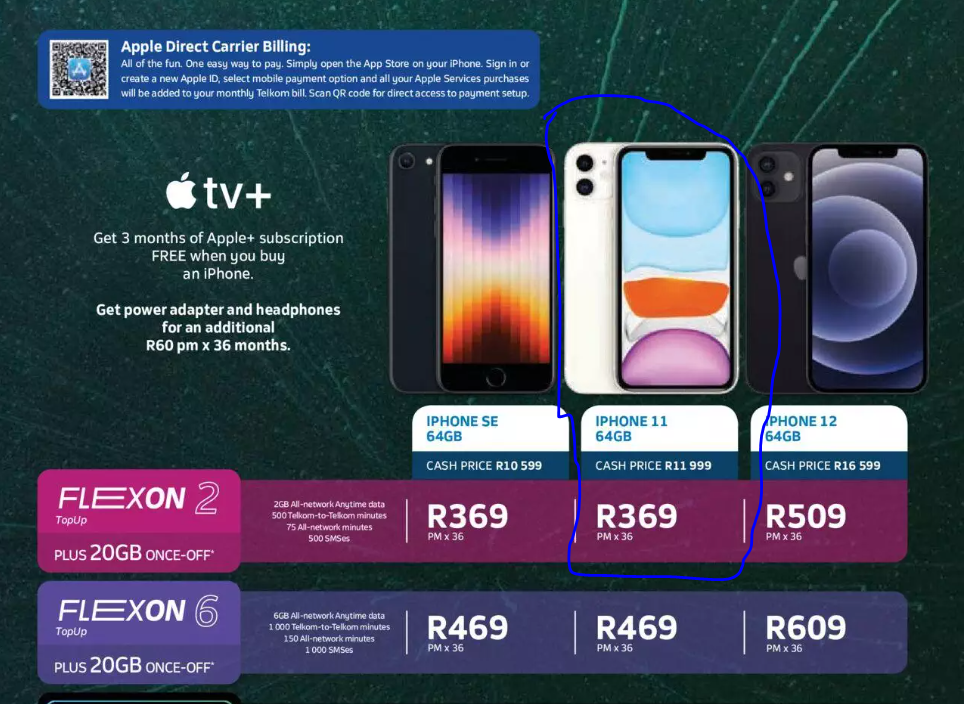 Apple Direct Carrier Billing:
All of the fun. One easy way to pay. Simply open the App Store on your iPhone. Sign in or
create a new Apple ID, select mobile payment option and all your Apple Services purchases
will be added to your monthly Telkom bill. Scan QR code for direct access to payment setup.
tv+
Get 3 months of Apple+ subscription
FREE when you buy
an iPhone.
Get power adapter and headphones
for an additional
R60 pm x 36 months.
IPHONE SE
64GB
CASH PRICE R10 599
IPHONE 11
64GB
CASH PRICE R11 999
IPHONE 12
64GB
CASH PRICE R16 599
FLEXON 2
TopUp
PLUS 20GB ONCE-OFF*
2GB All-network Anytime data
500 Telkom-to-Telkom minutes
75 All-network minutes
500 SMSes
R369
PM x 36
R369
PM x 36
R509
PM x 36
FLEXON 6
TopUp
PLUS 20GB ONCE-OFF*
6GB All-network Anytime data
1 000 Telkom-to-Telkom minutes
150 All-network minutes
1 000 SMSes
R469
PM x 36
R469
PM x 36
R609
PM x 36